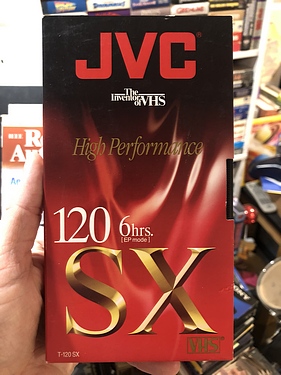 JVC
The
Inventor
of VHS
High Performance
120 6hrs.
[EP mode]
SX
VHS
T-120 SX